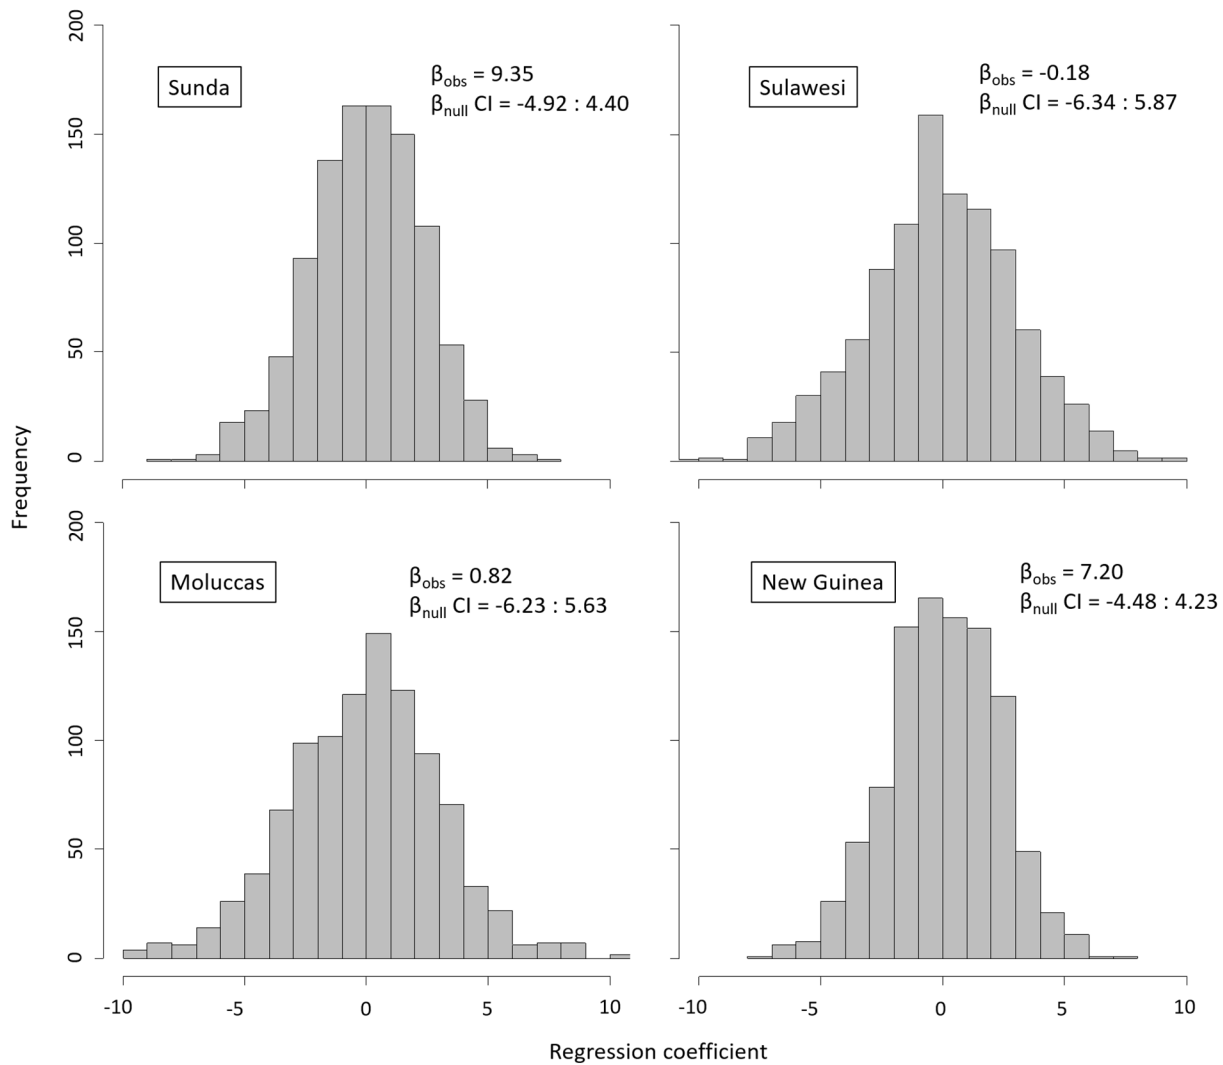 200
150
100
50
0
Sunda
βobs = 9.35
βnull CI = -4.92 : 4.40
Sulawesi
βobs = -0.18
βnull CI = -6.34 : 5.87
Frequency
200
150
100
50
0
Moluccas
βobs = 0.82
βnull CI = -6.23 : 5.63
New Guinea
βobs = 7.20
βnull CI = -4.48 : 4.23
-10 -5 0 5 10
-10 -5 0 5 10
Regression coefficient